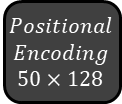 Positional
Encoding
50 × 128